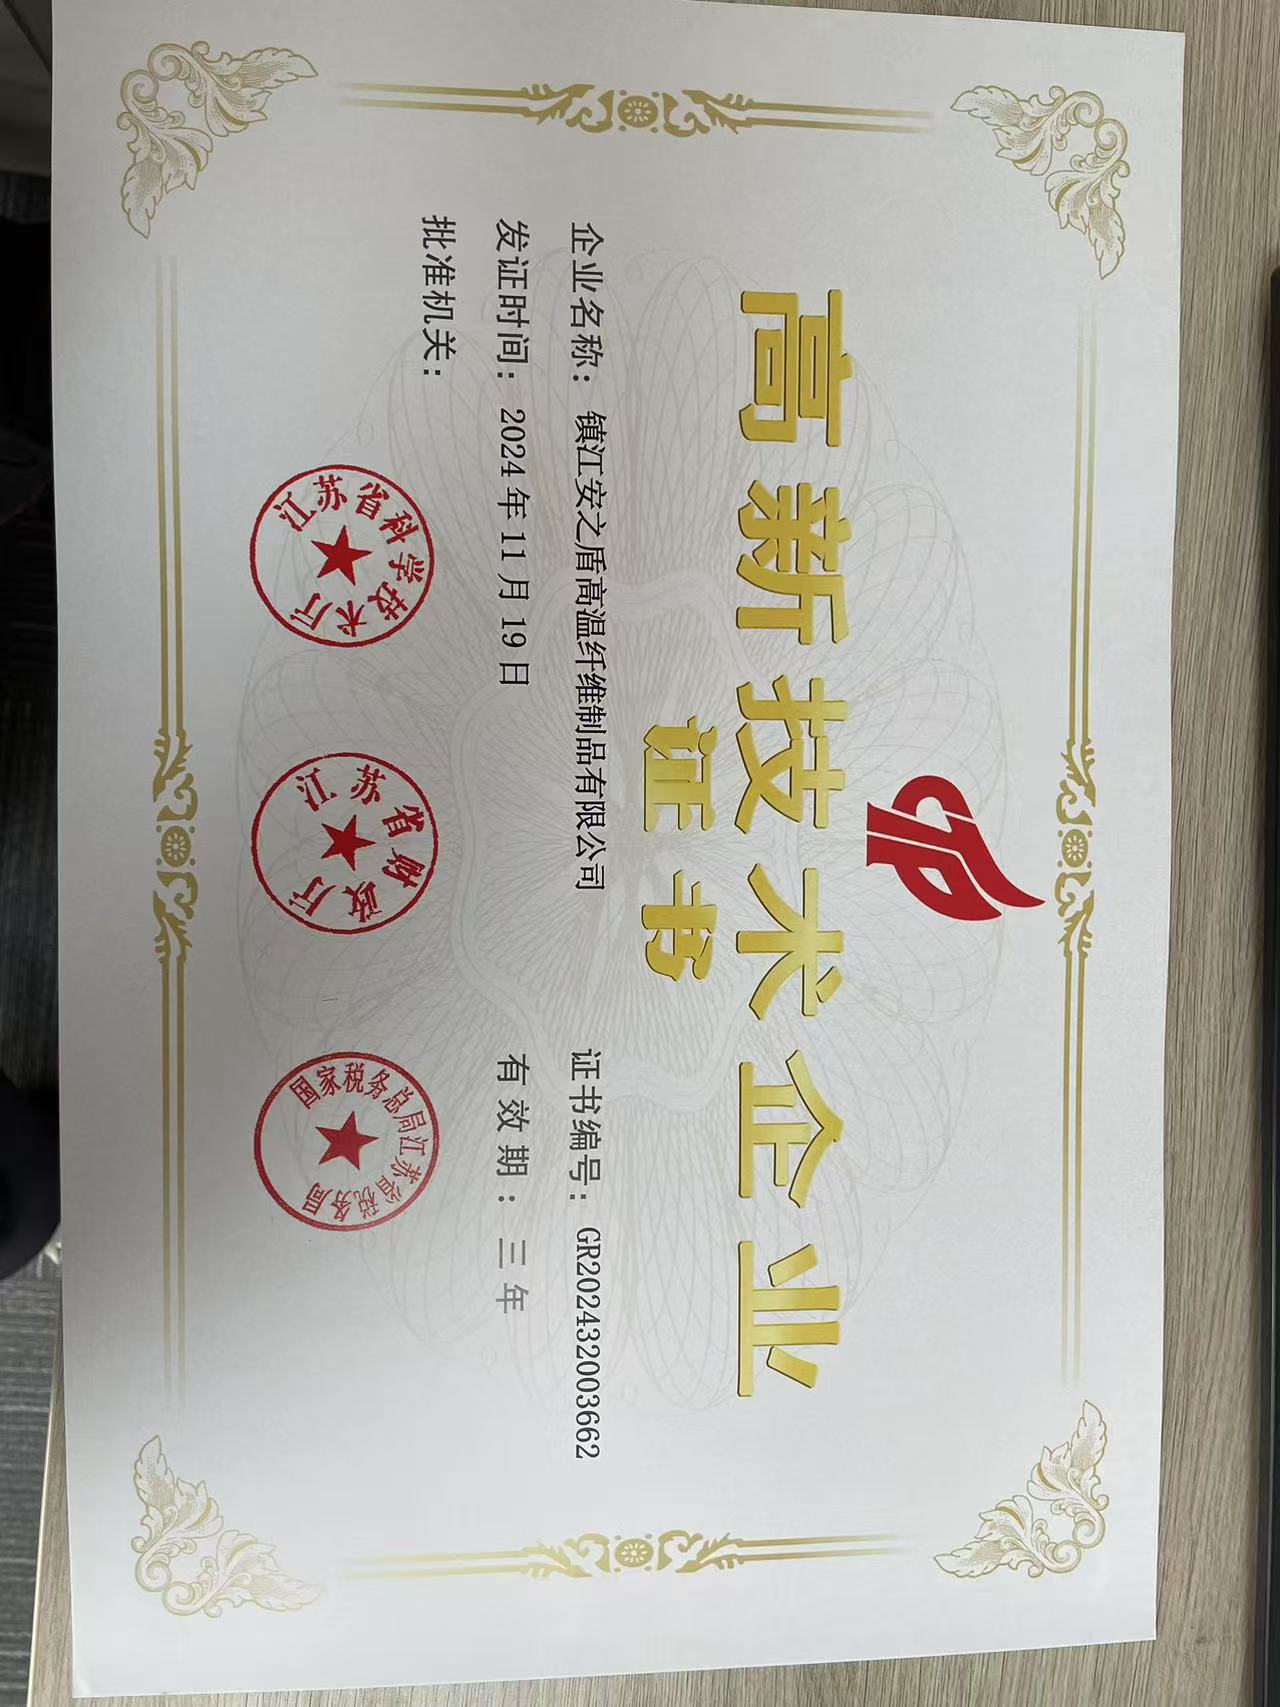 高新技术企业
证书
企业名称：镇江安之盾高温纤维制品有限公司
证书编号：GR202432003662
发证时间：2024年11月19日
有效期：三年
批准机关：
江苏省科学技术厅
江苏省财政厅
国家税务总局江苏省税务局